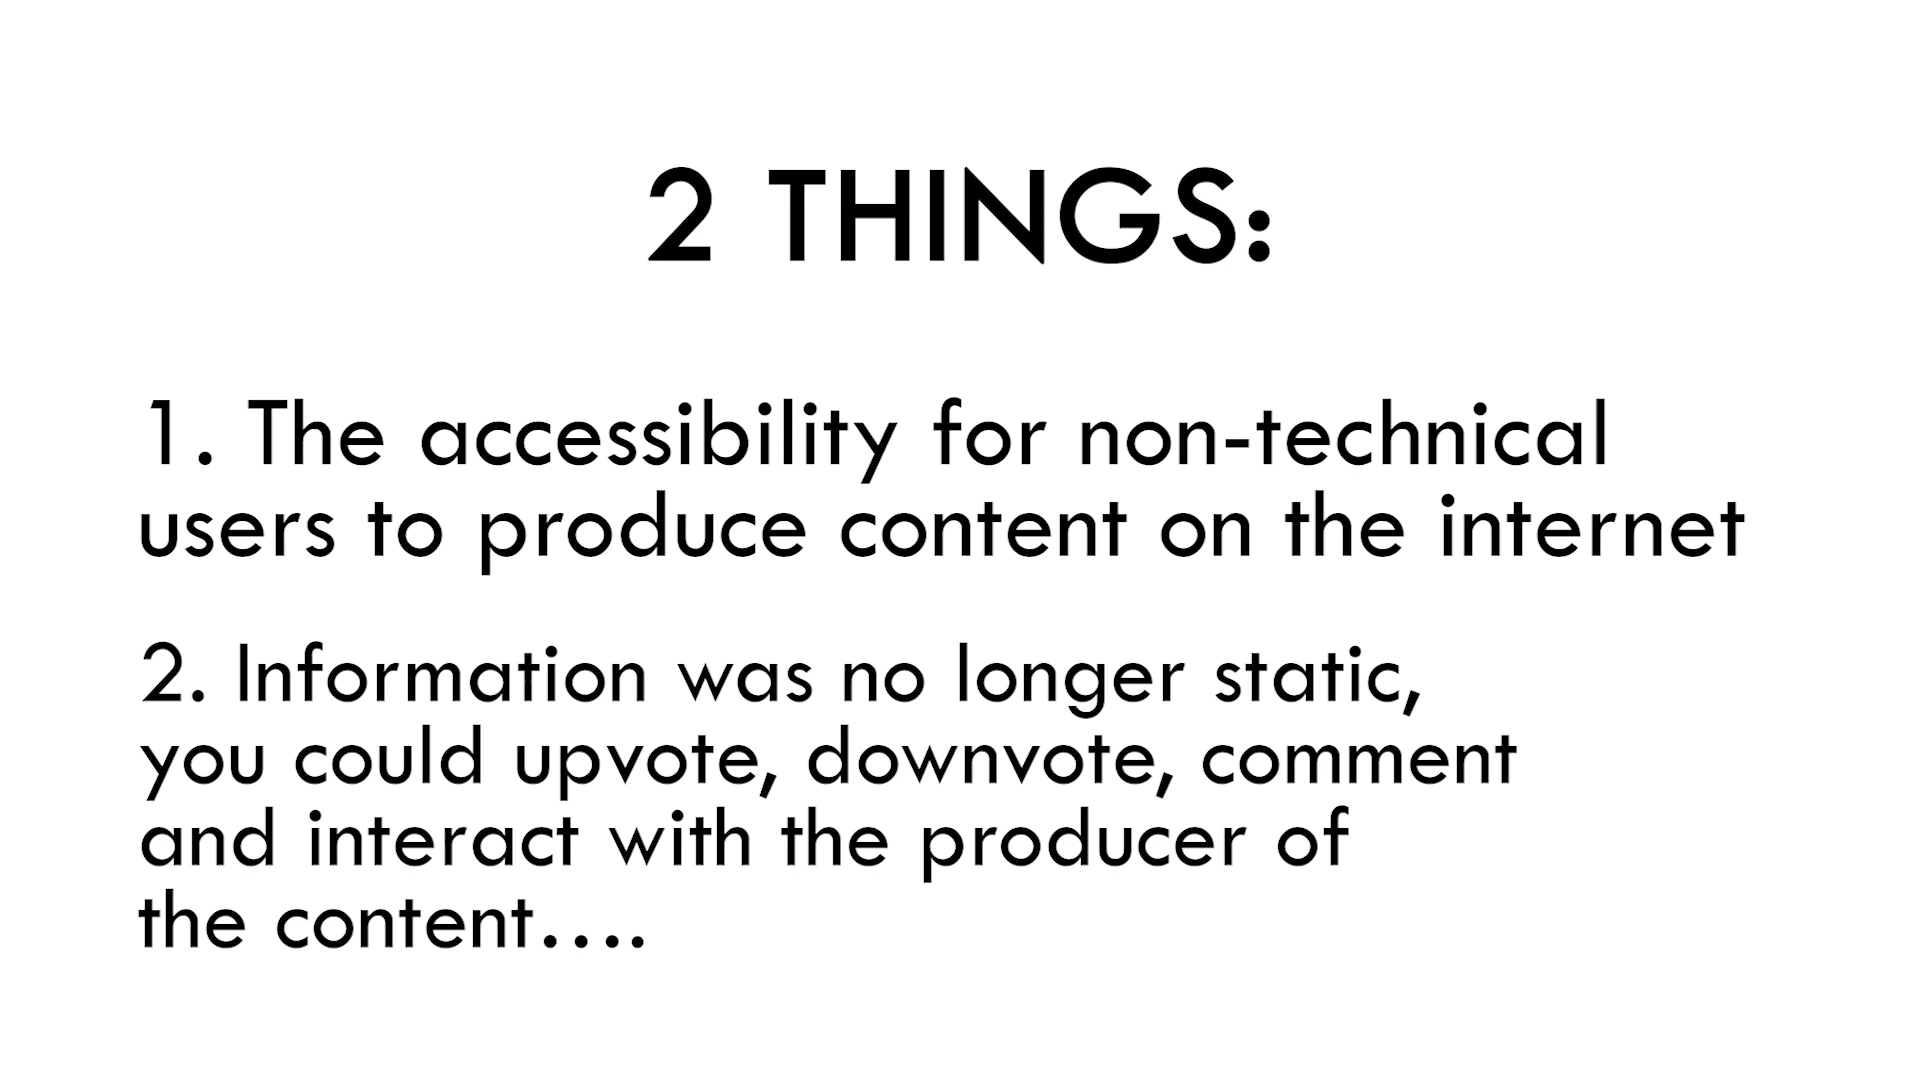 2 THINGS:
1. The accessibility for non-technical
users to produce content on the internet
2. Information was no longer static,
you could upvote, downvote, comment
and interact with the producer of
the content....